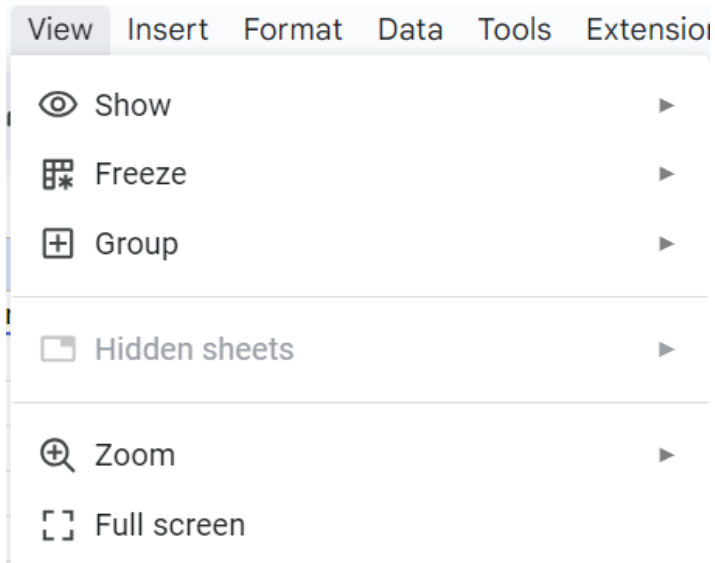 View Insert Format Data Tools
Show
Freeze
Group
Hidden sheets
Zoom
Full screen